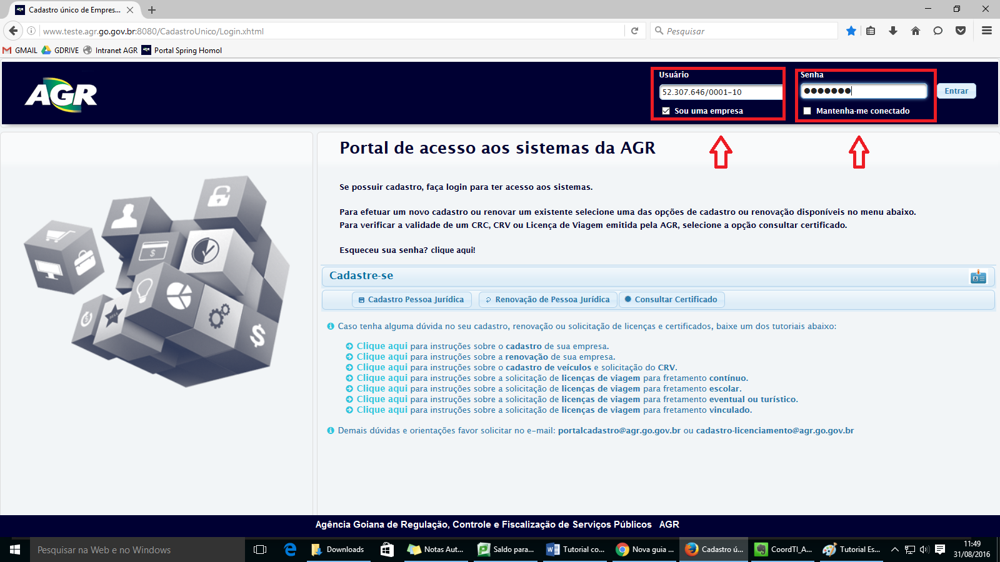 AGR Cadastro único de Empres...
www.teste.agr.go.gov.br:8080/CadastroUnico/Login.xhtml
Pesquisar
GMAIL GDRIVE Intranet AGR AGR Portal Spring Homol
AGR
Usuário
52.307.646/0001-10
Sou uma empresa
Senha
Mantenha-me conectado
Entrar
Portal de acesso aos sistemas da AGR
Se possuir cadastro, faça login para ter acesso aos sistemas.
Para efetuar um novo cadastro ou renovar um existente selecione uma das opções de cadastro ou renovação disponíveis no menu abaixo.
Para verificar a validade de um CRC, CRV ou Licença de Viagem emitida pela AGR, selecione a opção consultar certificado.
Esqueceu sua senha? clique aqui!
Cadastre-se
Cadastro Pessoa Jurídica Renovação de Pessoa Jurídica Consultar Certificado
Caso tenha alguma dúvida no seu cadastro, renovação ou solicitação de licenças e certificados, baixe um dos tutoriais abaixo:
Clique aqui para instruções sobre o cadastro de sua empresa.
Clique aqui para instruções sobre a renovação de sua empresa.
Clique aqui para instruções sobre o cadastro de veículos e solicitação do CRV.
Clique aqui para instruções sobre a solicitação de licenças de viagem para fretamento contínuo.
Clique aqui para instruções sobre a solicitação de licenças de viagem para fretamento escolar.
Clique aqui para instruções sobre a solicitação de licenças de viagem para fretamento eventual ou turístico.
Clique aqui para instruções sobre a solicitação de licenças de viagem para fretamento vinculado.
Demais dúvidas e orientações favor solicitar no e-mail: portalcadastro@agr.go.gov.br ou cadastro-licenciamento@agr.go.gov.br
Agência Goiana de Regulação, Controle e Fiscalização de Serviços Públicos AGR
Pesquisar na Web e no Windows
Downloads
Notas Aut...
Saldo para...
Tutorial co...
Nova guia ...
Cadastro ú...
CoordTI_A...
Tutorial Es...
11:49
31/08/2016